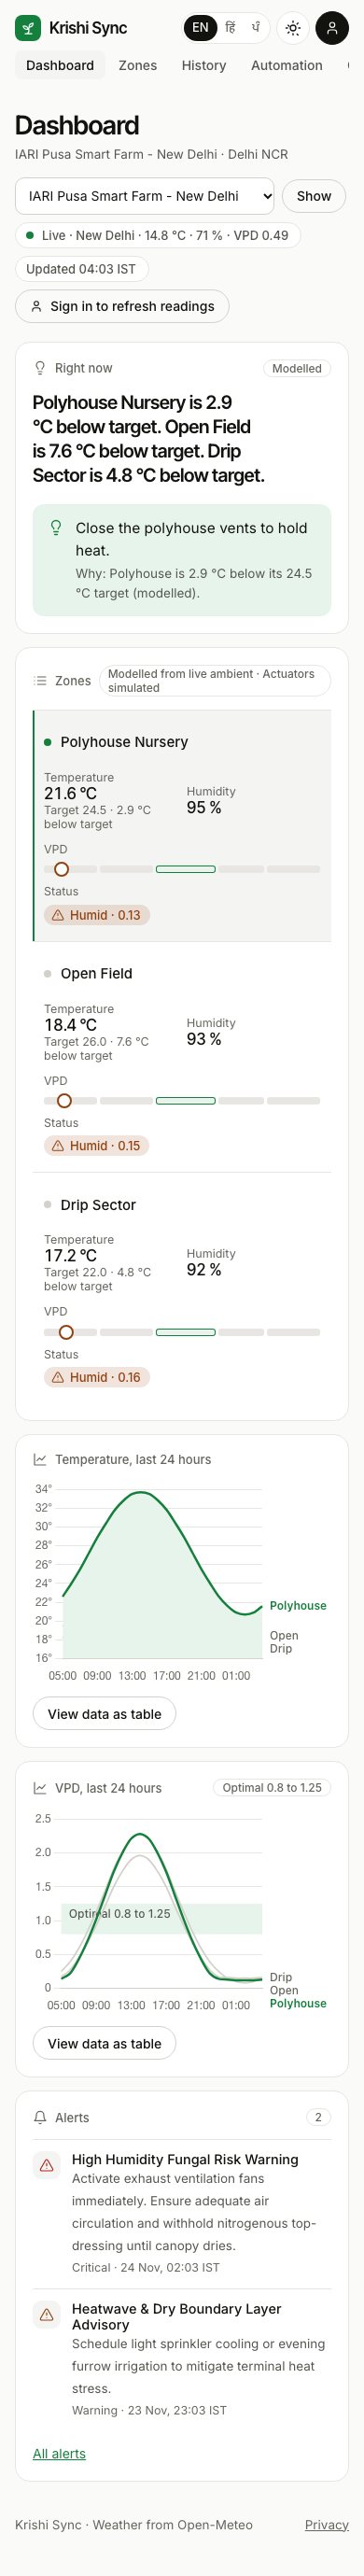 Krishi Sync
EN हिं ਪੰ
Dashboard Zones History Automation
Dashboard
IARI Pusa Smart Farm - New Delhi · Delhi NCR
IARI Pusa Smart Farm - New Delhi
Show
Live · New Delhi · 14.8 °C · 71 % · VPD 0.49
Updated 04:03 IST
Sign in to refresh readings
Right now
Modelled
Polyhouse Nursery is 2.9
°C below target. Open Field
is 7.6 °C below target. Drip
Sector is 4.8 °C below target.
Close the polyhouse vents to hold
heat.
Why: Polyhouse is 2.9 °C below its 24.5
°C target (modelled).
Zones
Modelled from live ambient · Actuators
simulated
Polyhouse Nursery
Temperature
21.6 °C
Target 24.5 · 2.9 °C
below target
Humidity
95 %
VPD
Status
Humid · 0.13
Open Field
Temperature
18.4 °C
Target 26.0 · 7.6 °C
below target
Humidity
93 %
VPD
Status
Humid · 0.15
Drip Sector
Temperature
17.2 °C
Target 22.0 · 4.8 °C
below target
Humidity
92 %
VPD
Status
Humid · 0.16
Temperature, last 24 hours
34°
32°
30°
28°
26°
24°
22°
20°
18°
16°
Polyhouse
Open
Drip
05:00 09:00 13:00 17:00 21:00 01:00
View data as table
VPD, last 24 hours
Optimal 0.8 to 1.25
2.5
2.0
1.5
1.0
0.5
0
Optimal 0.8 to 1.25
Drip
Open
Polyhouse
05:00 09:00 13:00 17:00 21:00 01:00
View data as table
Alerts
2
High Humidity Fungal Risk Warning
Activate exhaust ventilation fans
immediately. Ensure adequate air
circulation and withhold nitrogenous top-
dressing until canopy dries.
Critical · 24 Nov, 02:03 IST
Heatwave & Dry Boundary Layer
Advisory
Schedule light sprinkler cooling or evening
furrow irrigation to mitigate terminal heat
stress.
Warning · 23 Nov, 23:03 IST
All alerts
Krishi Sync · Weather from Open-Meteo
Privacy